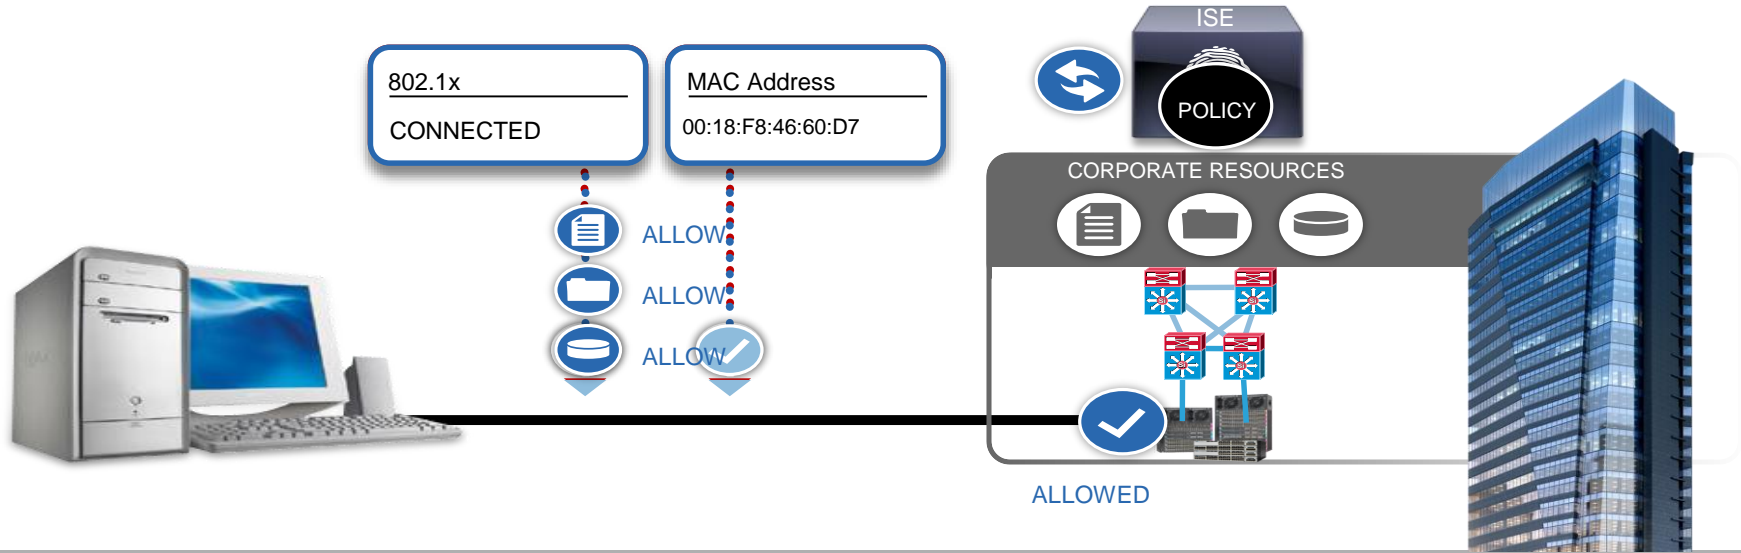 802.1x
CONNECTED
MAC Address
00:18:F8:46:60:D7
ISE
POLICY
CORPORATE RESOURCES
ALLOW
ALLOW
ALLOW
ALLOWED